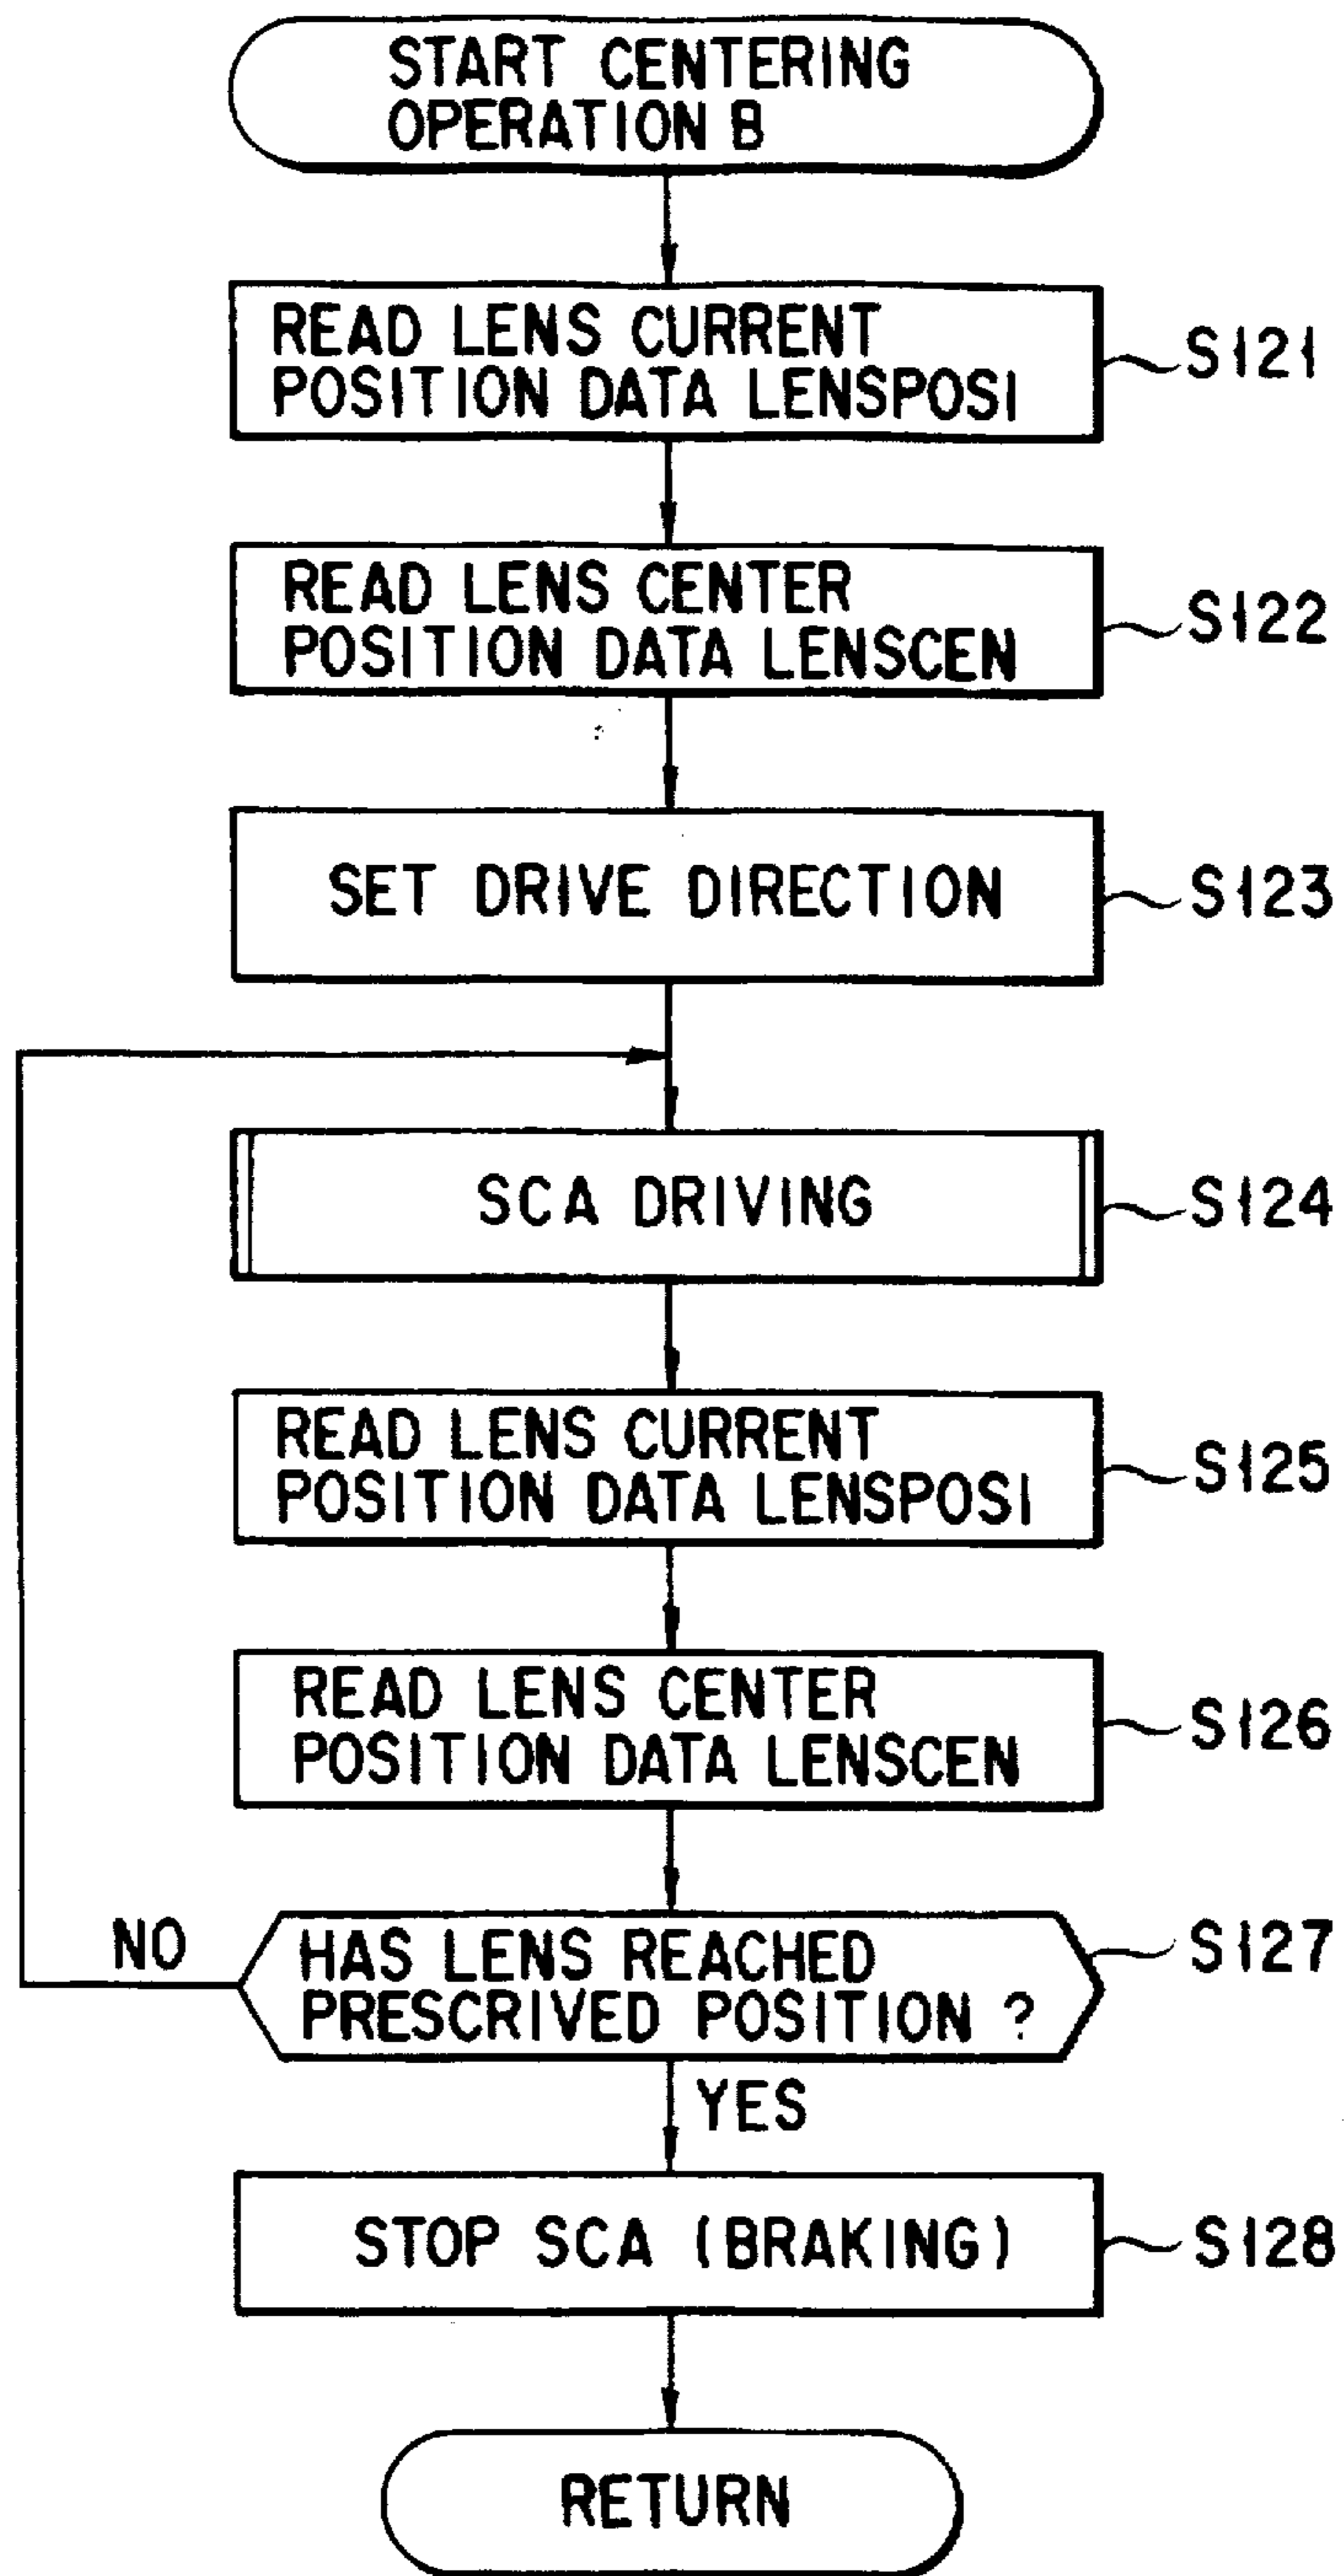 START CENTERING
OPERATION B
READ LENS CURRENT
POSITION DATA LENSPOSI
S121
READ LENS CENTER
POSITION DATA LENSCEN
S122
SET DRIVE DIRECTION
S123
SCA DRIVING
S124
READ LENS CURRENT
POSITION DATA LENSPOSI
S125
READ LENS CENTER
POSITION DATA LENSCEN
S126
NO
HAS LENS REACHED
PRESCRIVED POSITION ?
S127
YES
STOP SCA (BRAKING)
S128
RETURN